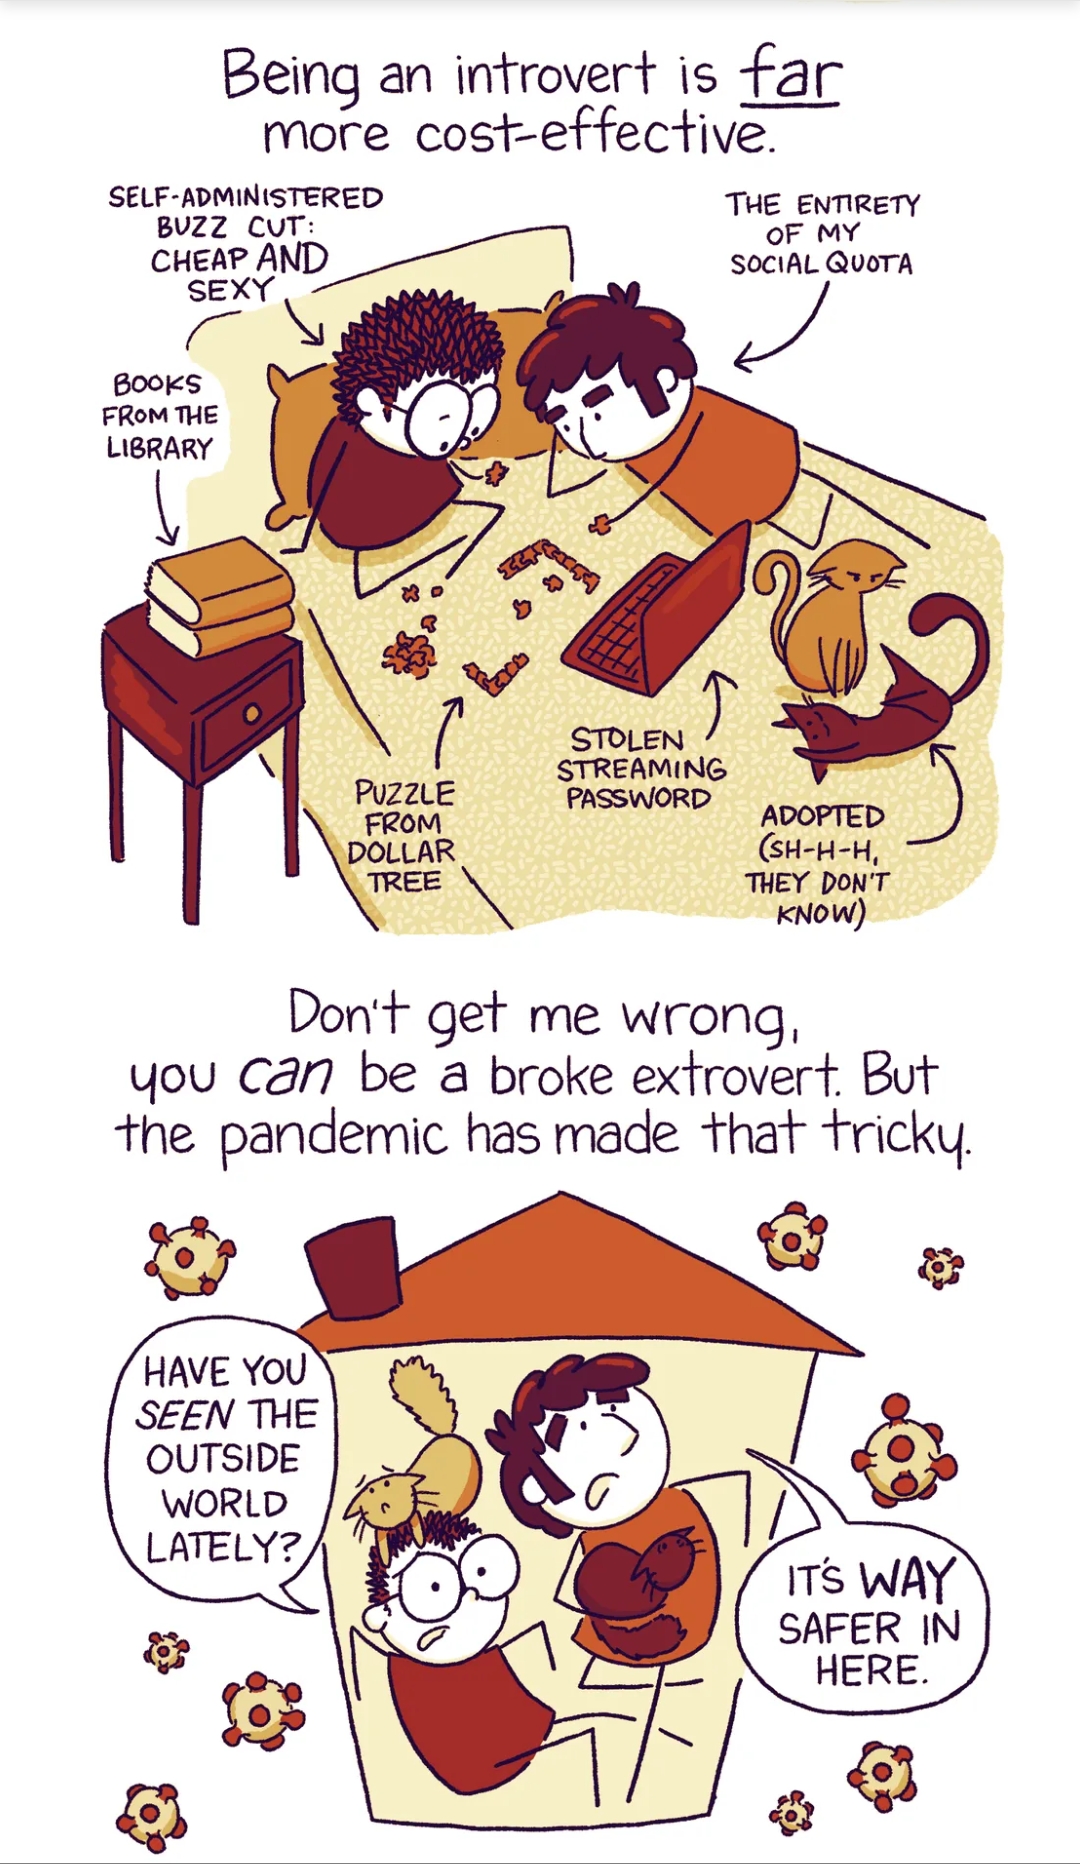 Being an introvert is far
more cost-effective.
SELF-ADMINISTERED
BUZZ CUT:
CHEAP AND
SEXY
THE ENTIRETY
OF MY
SOCIAL QUOTA
BOOKS
FROM THE
LIBRARY
PUZZLE
FROM
DOLLAR
TREE
STOLEN
STREAMING
PASSWORD
ADOPTED
(SH-H-H,
THEY DON'T
KNOW)
Don't get me wrong,
you can be a broke extrovert. But
the pandemic has made that tricky.
HAVE YOU
SEEN THE
OUTSIDE
WORLD
LATELY?
IT'S WAY
SAFER IN
HERE.